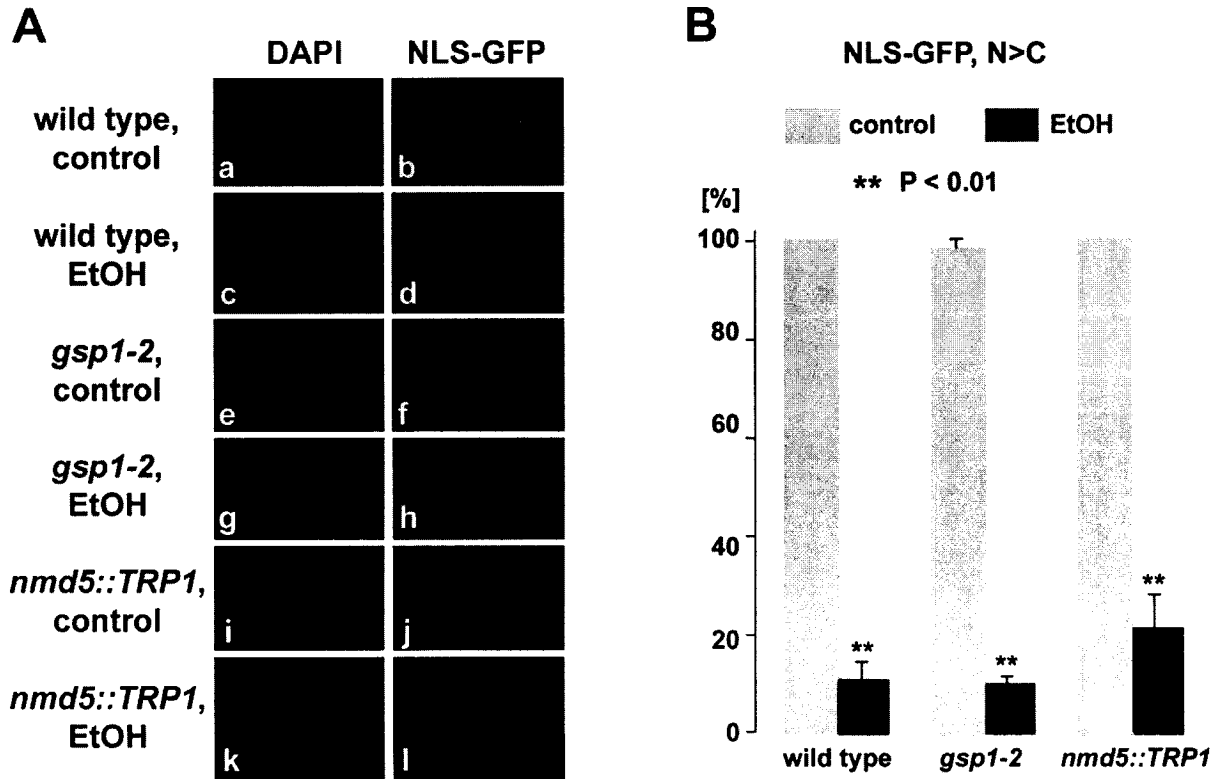 A
DAPI NLS-GFP
wild type,
control
a b
wild type,
EtOH
c d
gsp1-2,
control
e f
gsp1-2,
EtOH
g h
nmd5::TRP1,
control
i j
nmd5::TRP1,
EtOH
k l
B
NLS-GFP, N>C
control EtOH
** P < 0.01
[%]
100
80
60
40
20
0
** ** **
wild type gsp1-2 nmd5::TRP1